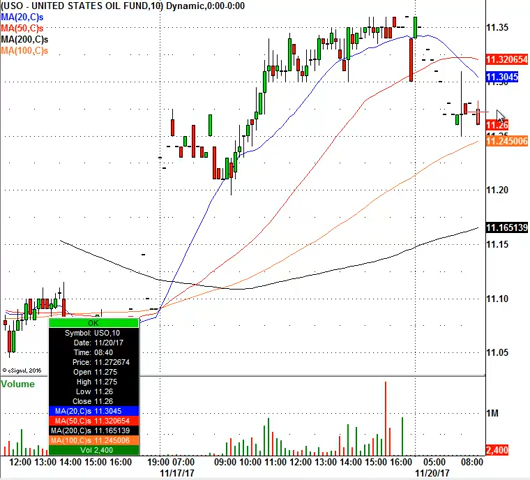 (USO - UNITED STATES OIL FUND,10) Dynamic,0:00-0:00
MA(20,C)s
MA(50,C)s
MA(200,C)s
MA(100,C)s
11.35
11.320654
11.3045
11.26
11.245006
11.20
11.165139
11.15
11.10
11.05
© eSignal, 2016
OK
Symbol: USO,10
Date: 11/20/17
Time: 08:40
Price: 11.272674
Open 11.275
High 11.275
Low 11.26
Close 11.26
MA(20,C)s 11.3045
MA(50,C)s 11.320654
MA(200,C)s 11.165139
MA(100,C)s 11.245006
Vol 2,400
Volume
1M
2,400
12:00 13:00 14:00 15:00 16:00 19:00 07:00 09:00 10:00 11:00 12:00 13:00 14:00 15:00 16:00 05:00 08:00
11/17/17 11/20/17